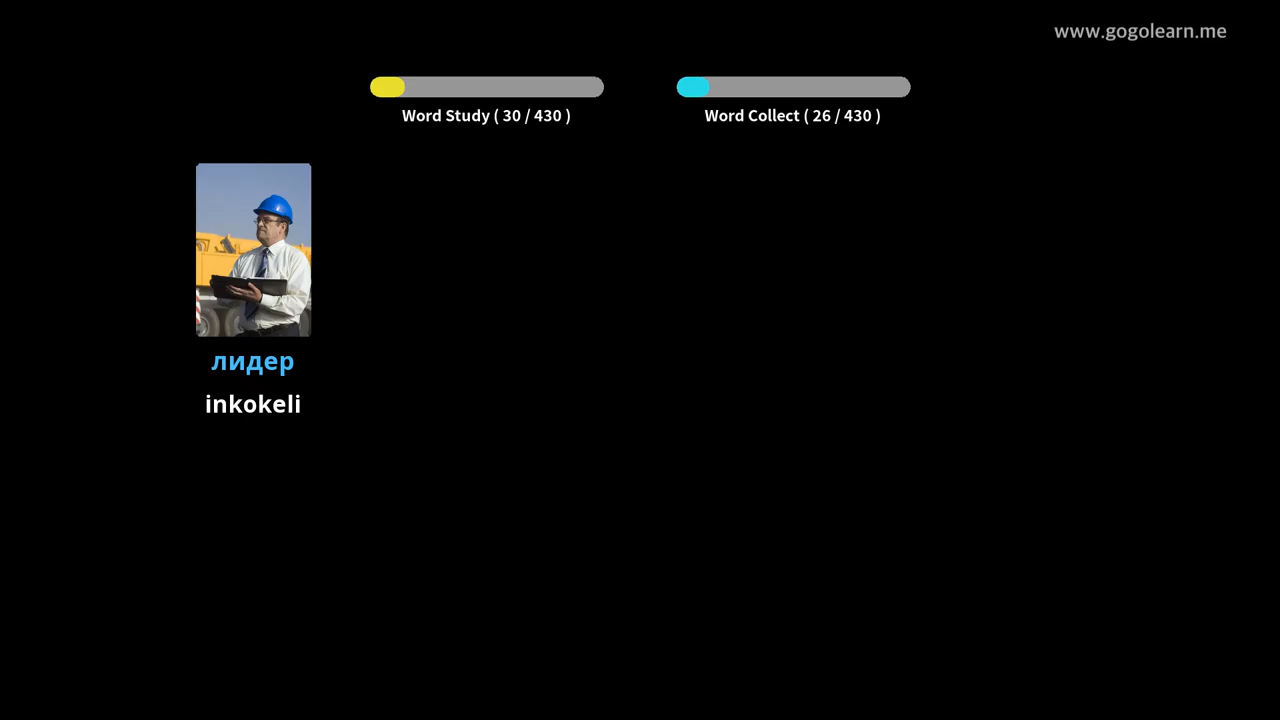 www.gogolearn.me
Word Study ( 30 / 430 )
Word Collect ( 26 / 430 )
лидер
inkokeli